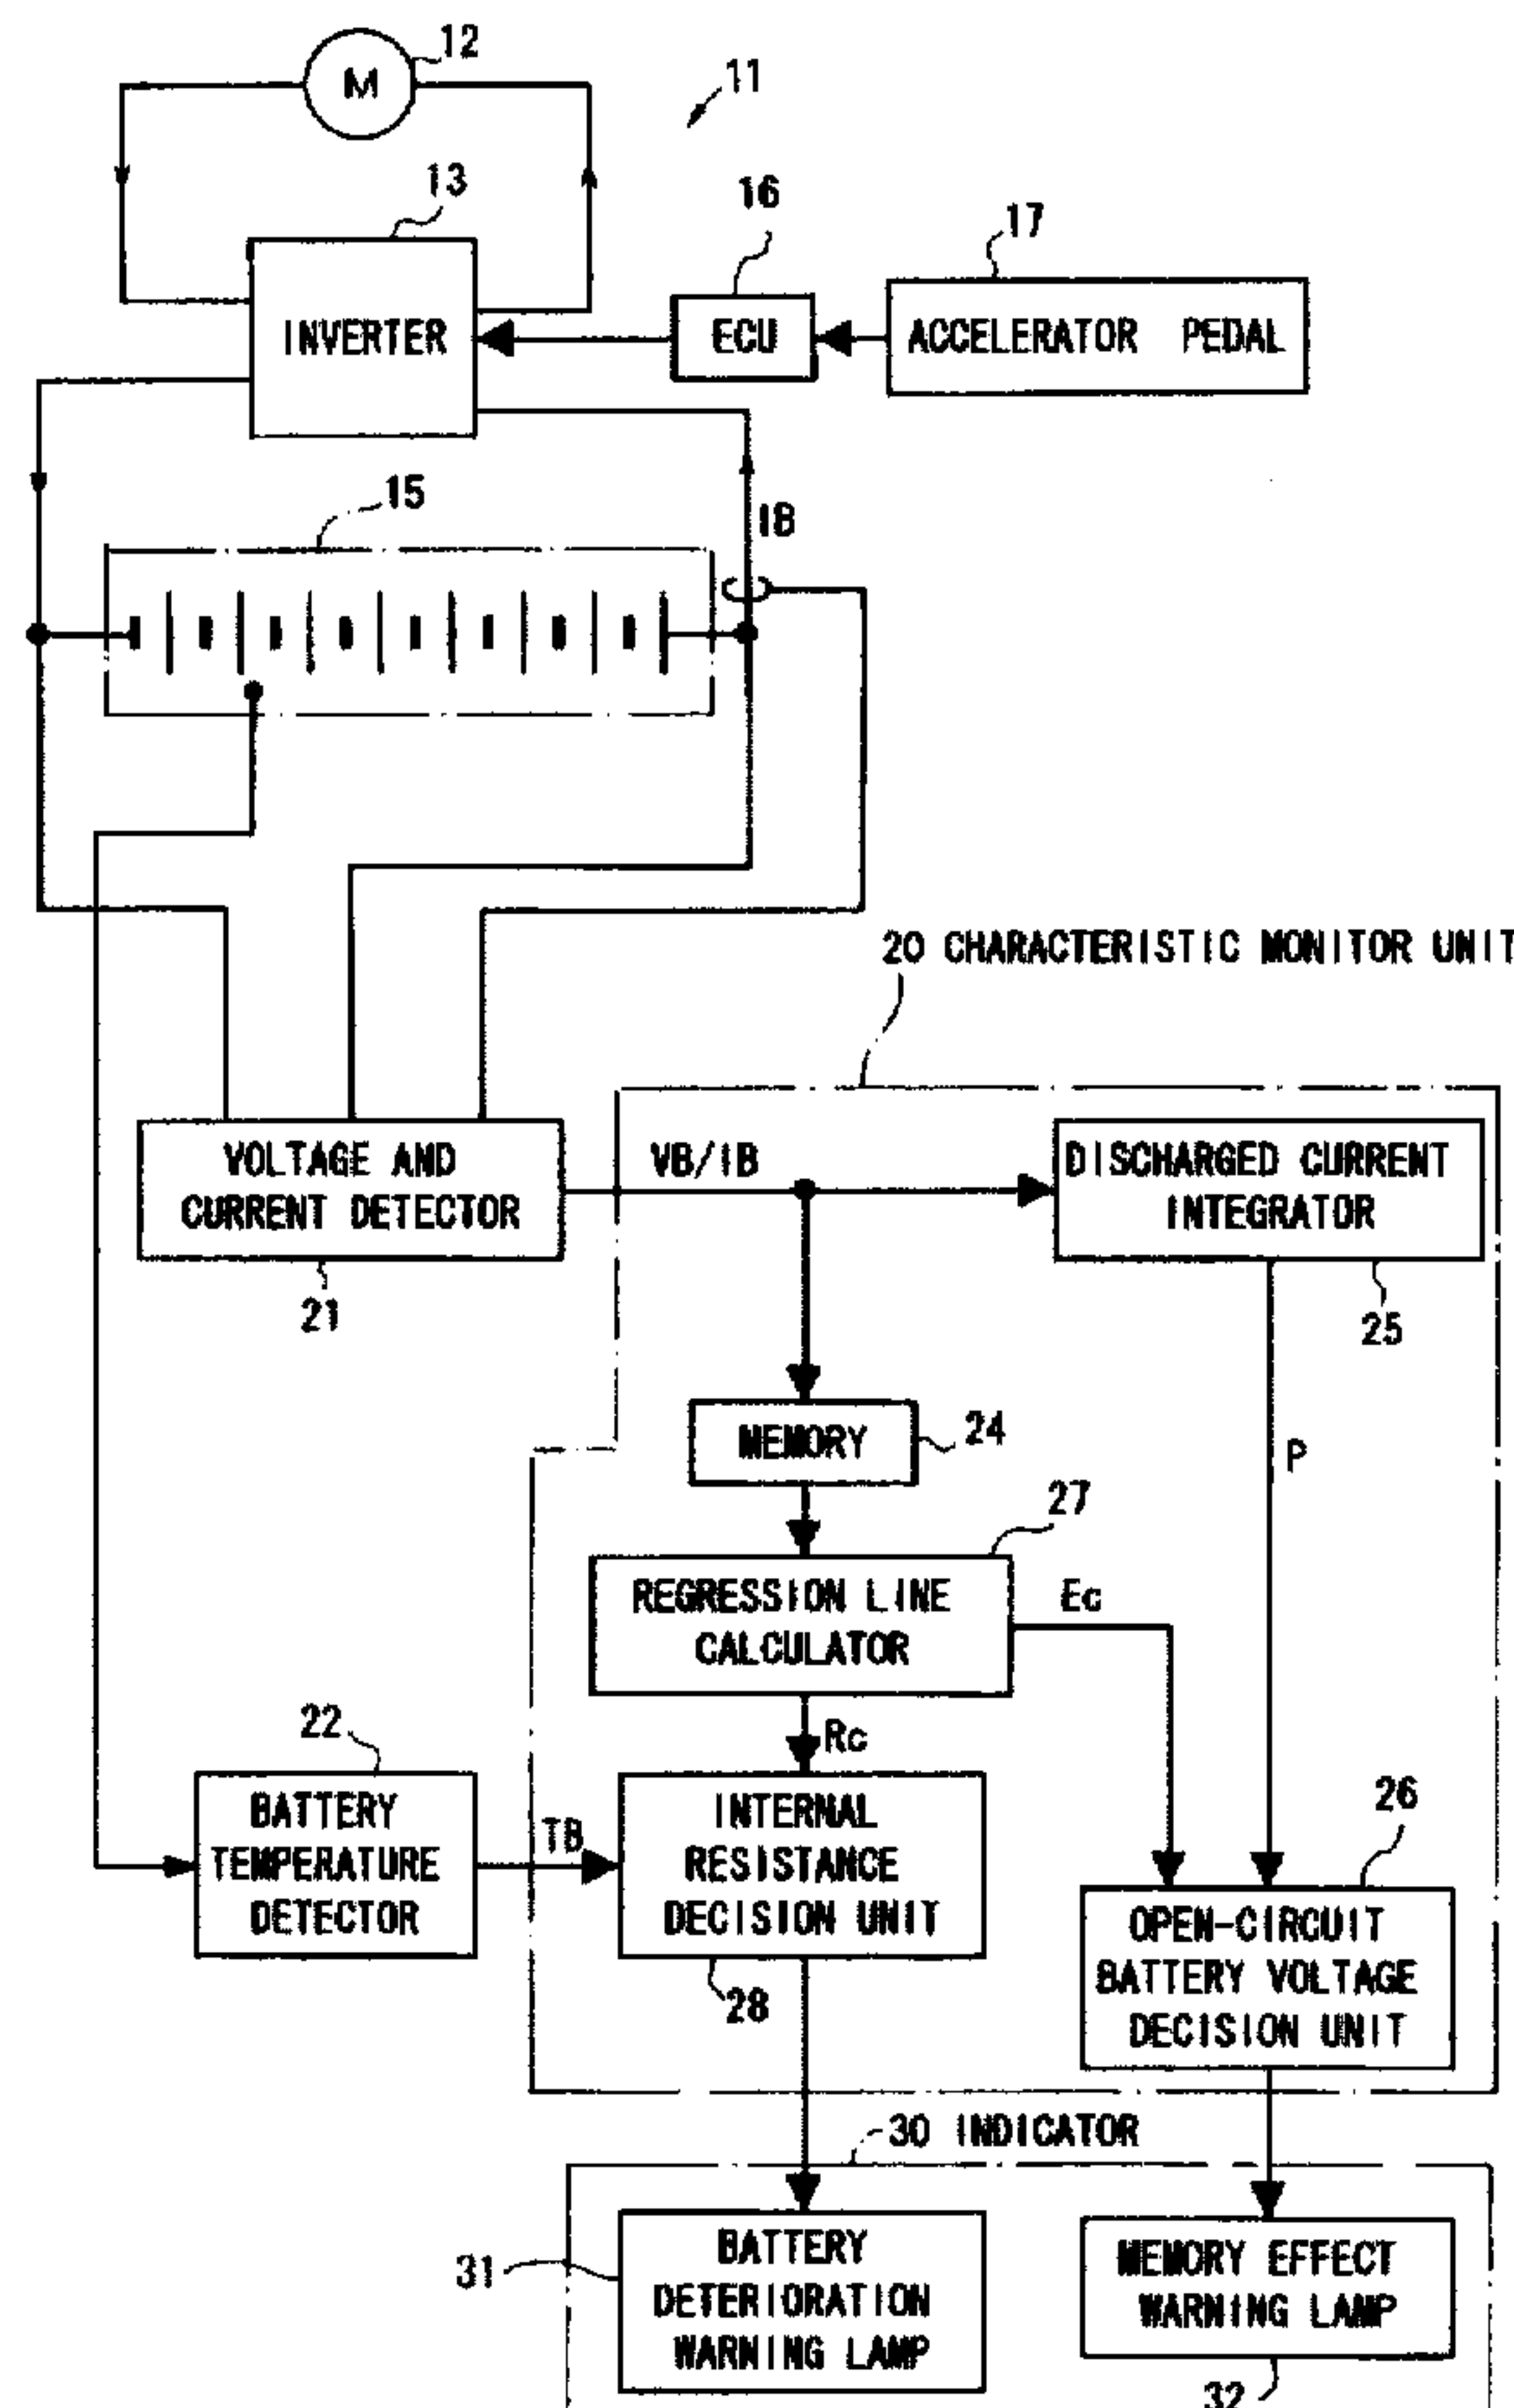 12
M
11
13
16
17
INVERTER
ECU
ACCELERATOR PEDAL
15
IB
20 CHARACTERISTIC MONITOR UNIT
VOLTAGE AND
CURRENT DETECTOR
VB/IB
DISCHARGED CURRENT
INTEGRATOR
21
25
MEMORY
24
P
27
REGRESSION LINE
CALCULATOR
Ec
Rc
22
BATTERY
TEMPERATURE
DETECTOR
TB
INTERNAL
RESISTANCE
DECISION UNIT
28
26
OPEN-CIRCUIT
BATTERY VOLTAGE
DECISION UNIT
30 INDICATOR
31
BATTERY
DETERIORATION
WARNING LAMP
MEMORY EFFECT
WARNING LAMP
32